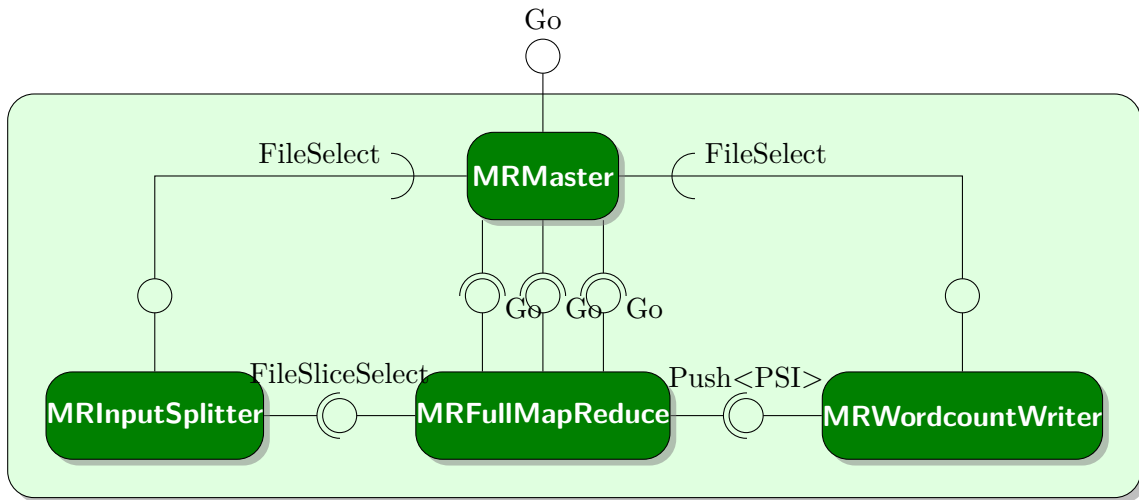 Go
FileSelect
MRMaster
FileSelect
Go
Go
Go
FileSliceSelect
Push<PSI>
MRInputSplitter
MRFullMapReduce
MRWordcountWriter